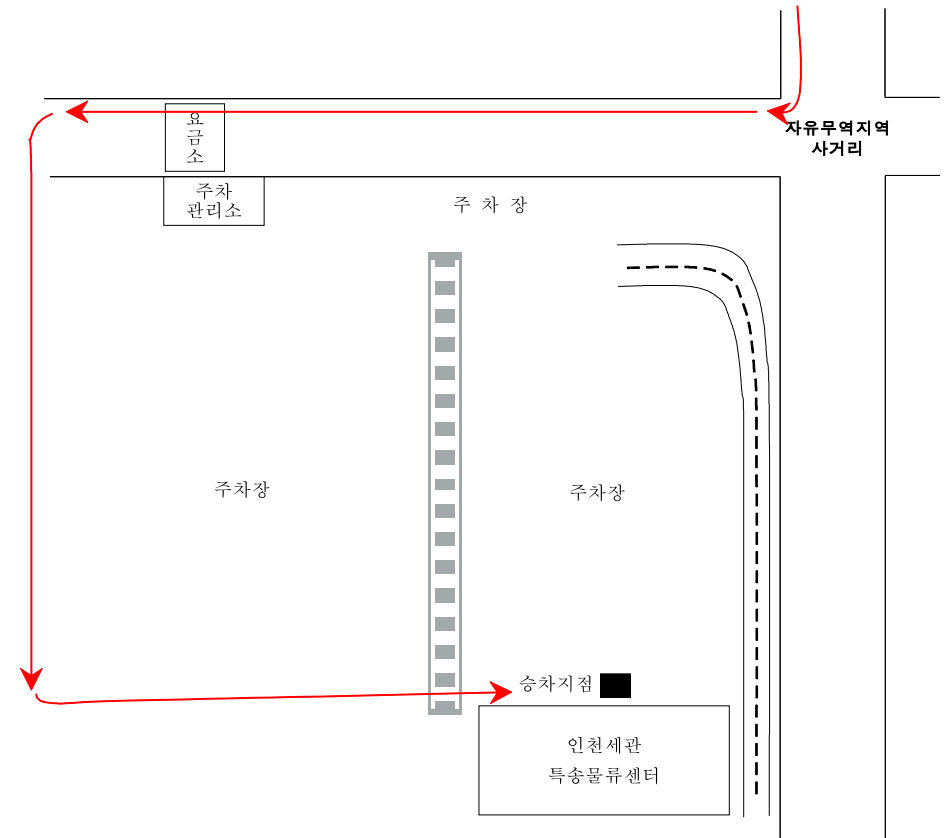 자유무역지역
사거리
요
금
소
주차
관리소
주 차 장
주차장
주차장
승차지점
인천세관
특송물류센터